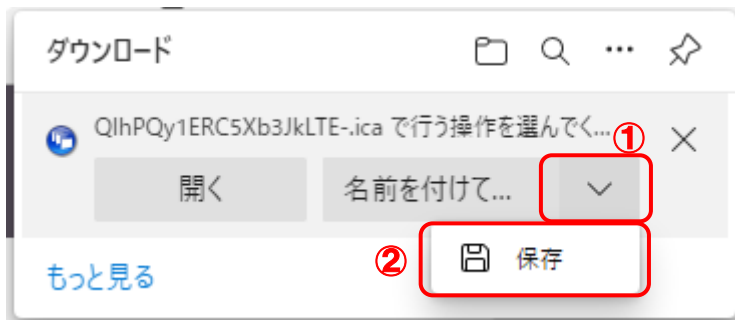 ダウンロード
QIhPQy1ERC5Xb3JkLTE-.ica で行う操作を選んでく...
①
開く
名前を付けて...
② 保存
もっと見る